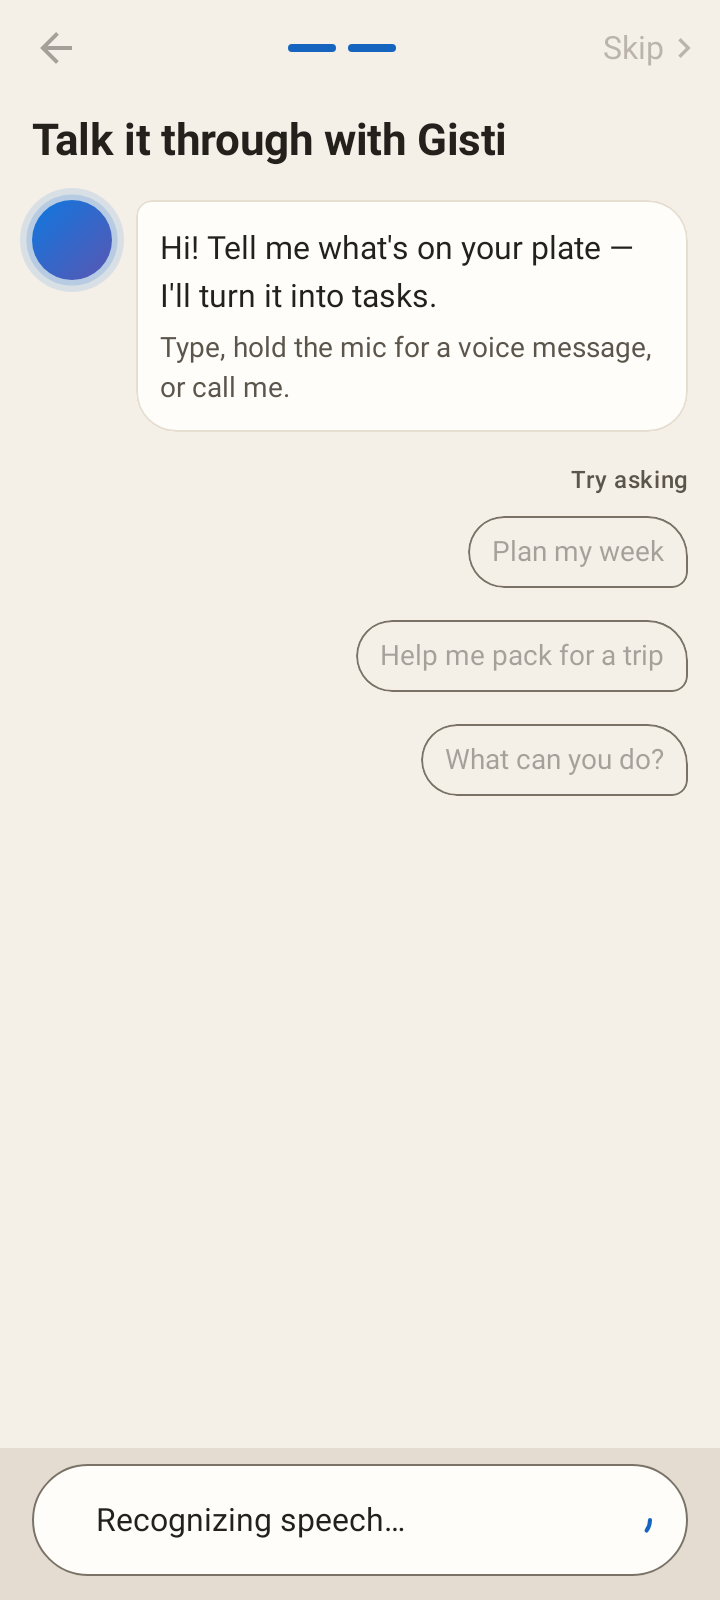 Skip
Talk it through with Gisti
Hi! Tell me what's on your plate —
I'll turn it into tasks.
Type, hold the mic for a voice message,
or call me.
Try asking
Plan my week
Help me pack for a trip
What can you do?
Recognizing speech…